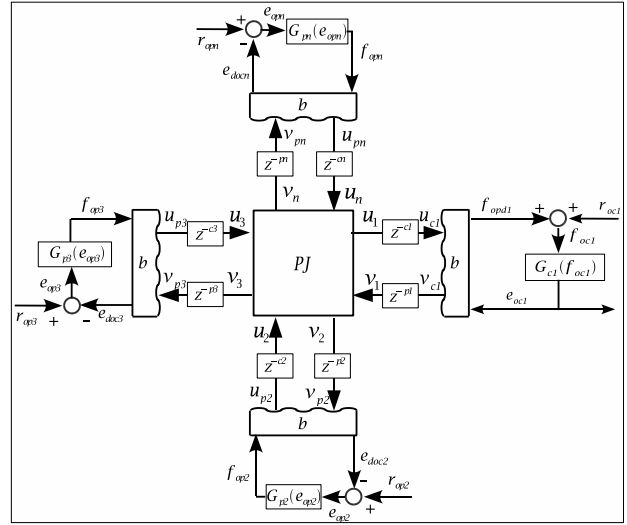 e_opn
r_opn + G_pn(e_opn)
-
f_opn
e_docn
b
v_pn u_pn
z^-pn z^-cn
v_n u_n
f_op3 u_p3 z^-c3 u_3 u_1 z^-c1 u_c1 f_opd1 + + r_oc1
f_oc1
G_p3(e_op3) b PJ b G_c1(f_oc1)
e_op3 v_p3 z^-p3 v_3 v_1 z^-p1 v_c1 e_oc1
r_op3 + - e_doc3
u_2 v_2
z^-c2 z^-p2
u_p2 v_p2
b
e_doc2
f_op2 - r_op2
G_p2(e_op2) +
e_op2